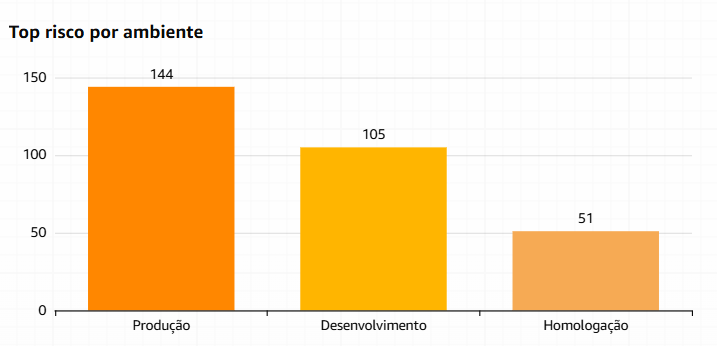 Top risco por ambiente
150
144
105
100
51
50
0
Produção
Desenvolvimento
Homologação